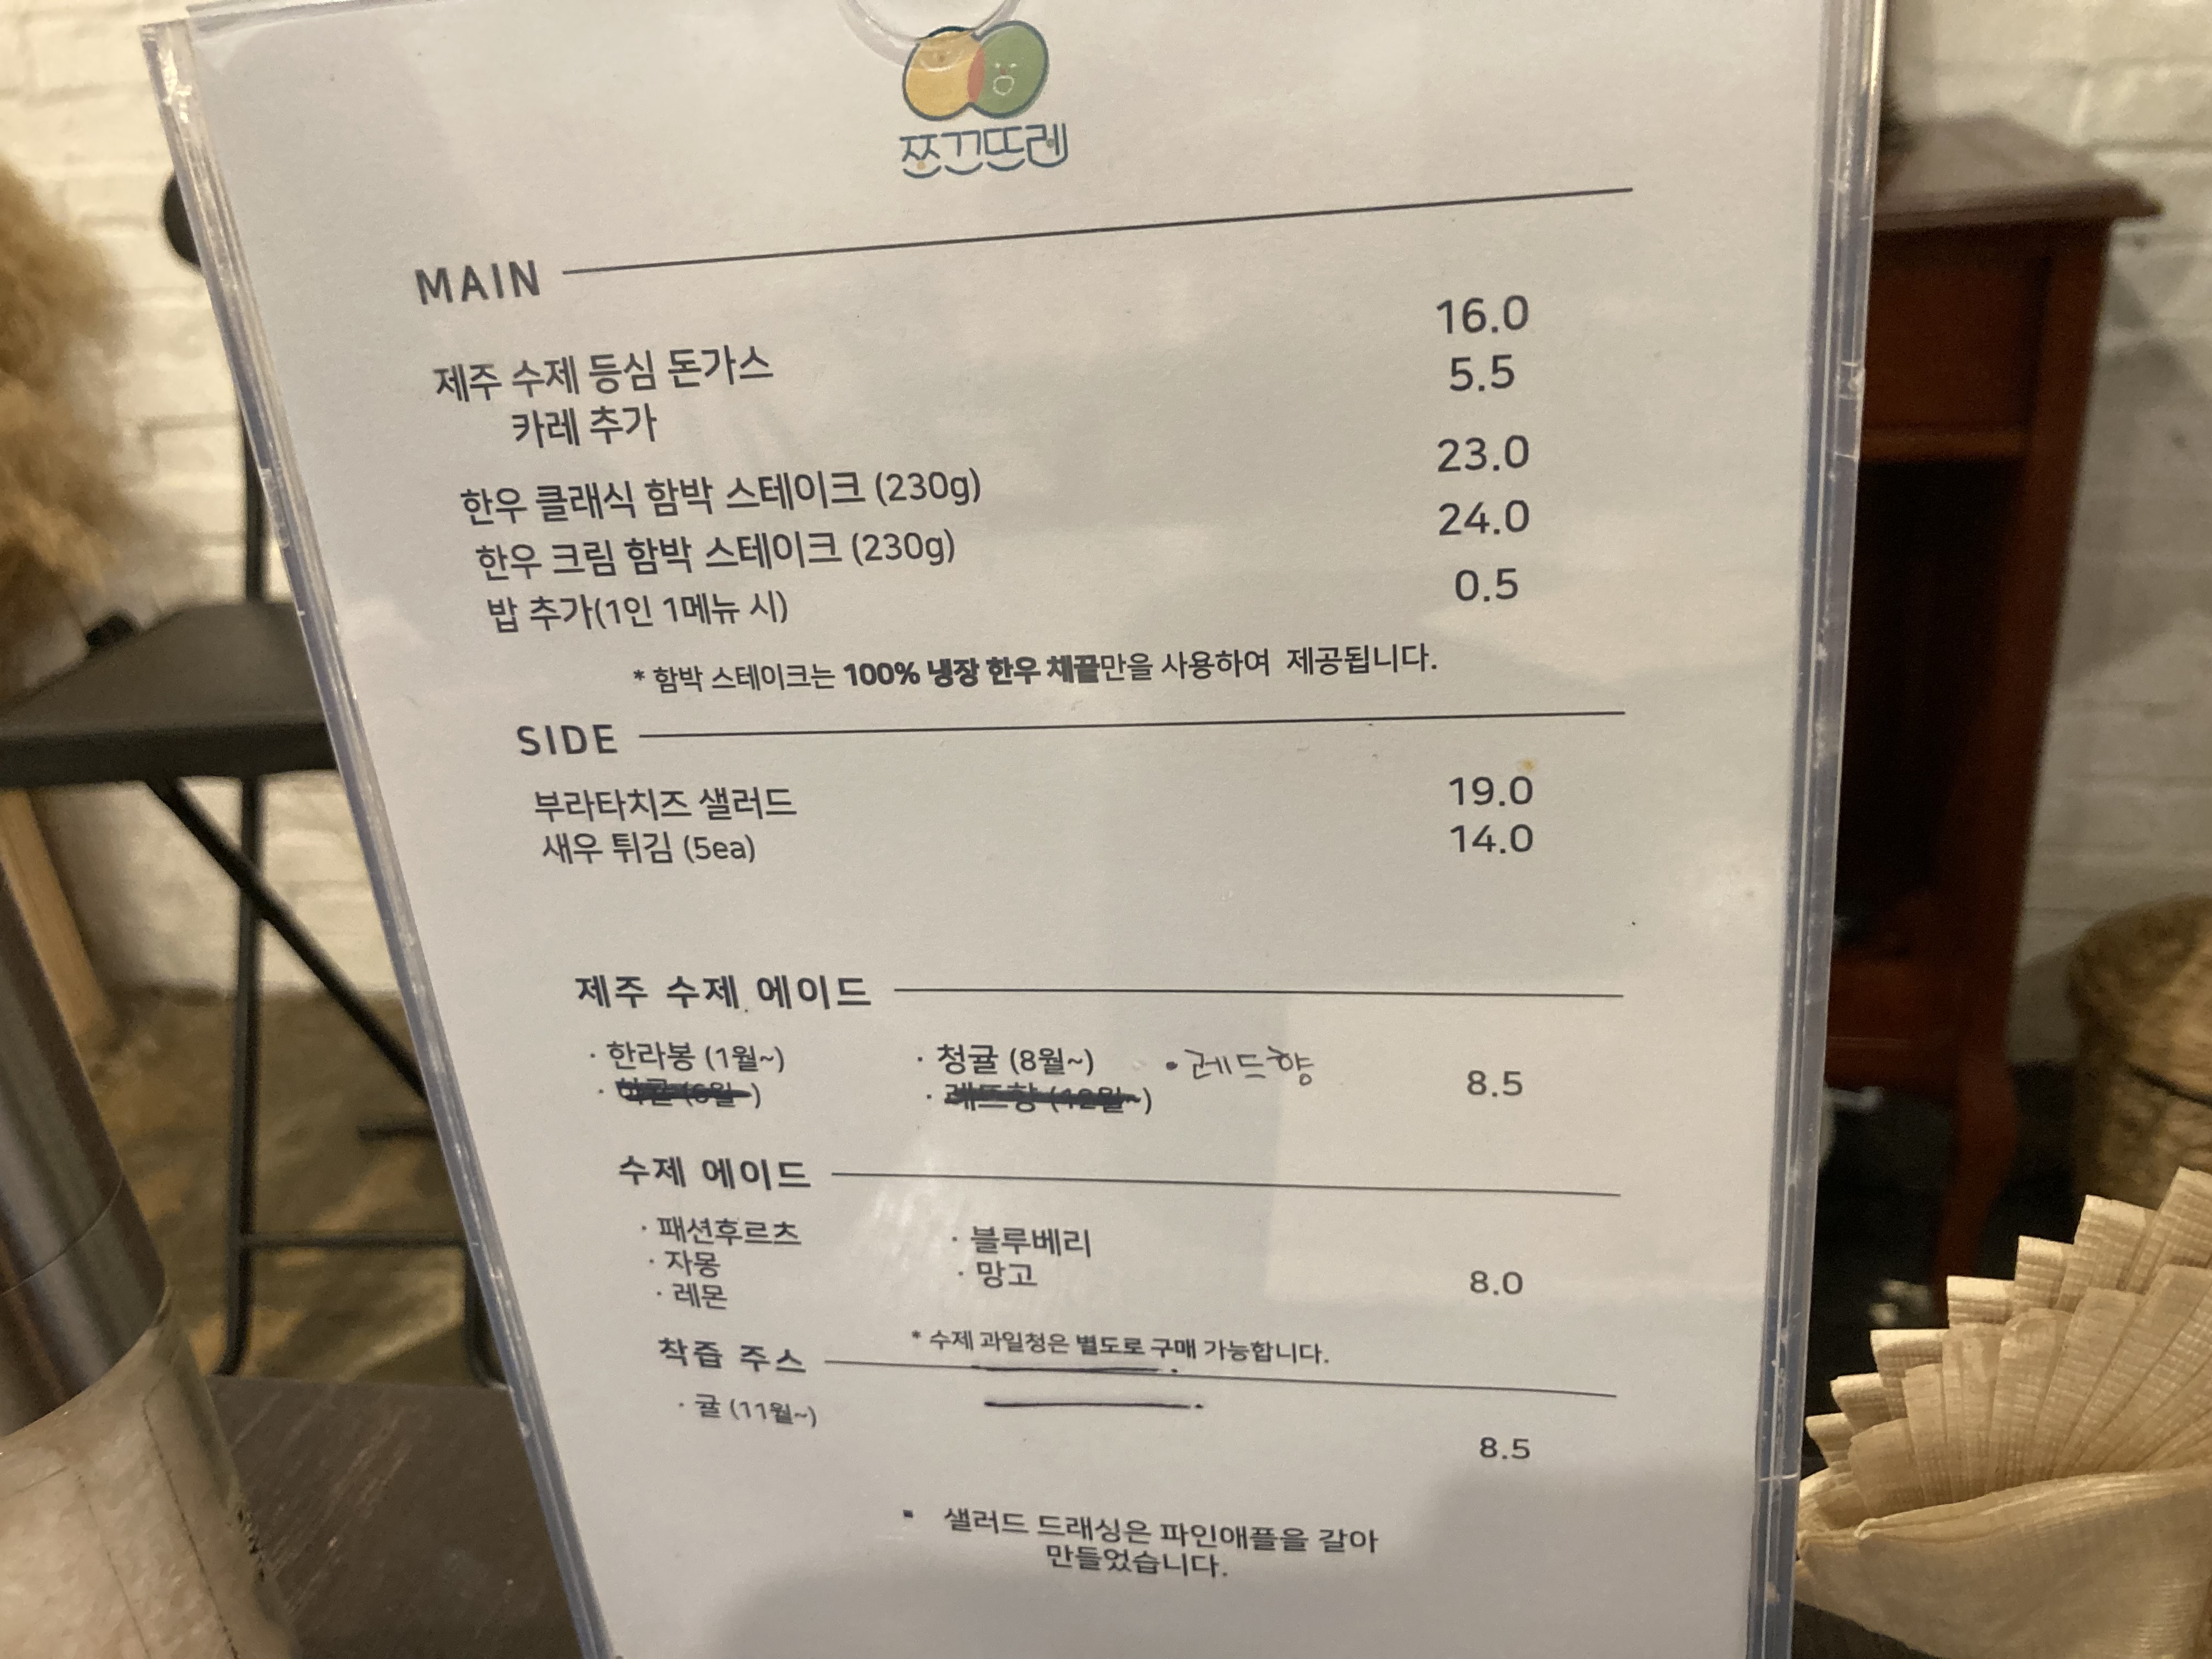 쪼끄뜨레
MAIN
제주 수제 등심 돈가스 16.0
카레 추가 5.5
한우 클래식 함박 스테이크 (230g) 23.0
한우 크림 함박 스테이크 (230g) 24.0
밥 추가(1인 1메뉴 시) 0.5
* 함박 스테이크는 100% 냉장 한우 채끝만을 사용하여 제공됩니다.
SIDE
부라타치즈 샐러드 19.0
새우 튀김 (5ea) 14.0
제주 수제 에이드
· 한라봉 (1월~) · 청귤 (8월~) • 레드향 8.5
· 레드향 (12월~)
수제 에이드
· 패션후르츠 · 블루베리
· 자몽 · 망고 8.0
· 레몬
* 수제 과일청은 별도로 구매 가능합니다.
착즙 주스
· 귤 (11월~) 8.5
▪ 샐러드 드래싱은 파인애플을 갈아
만들었습니다.